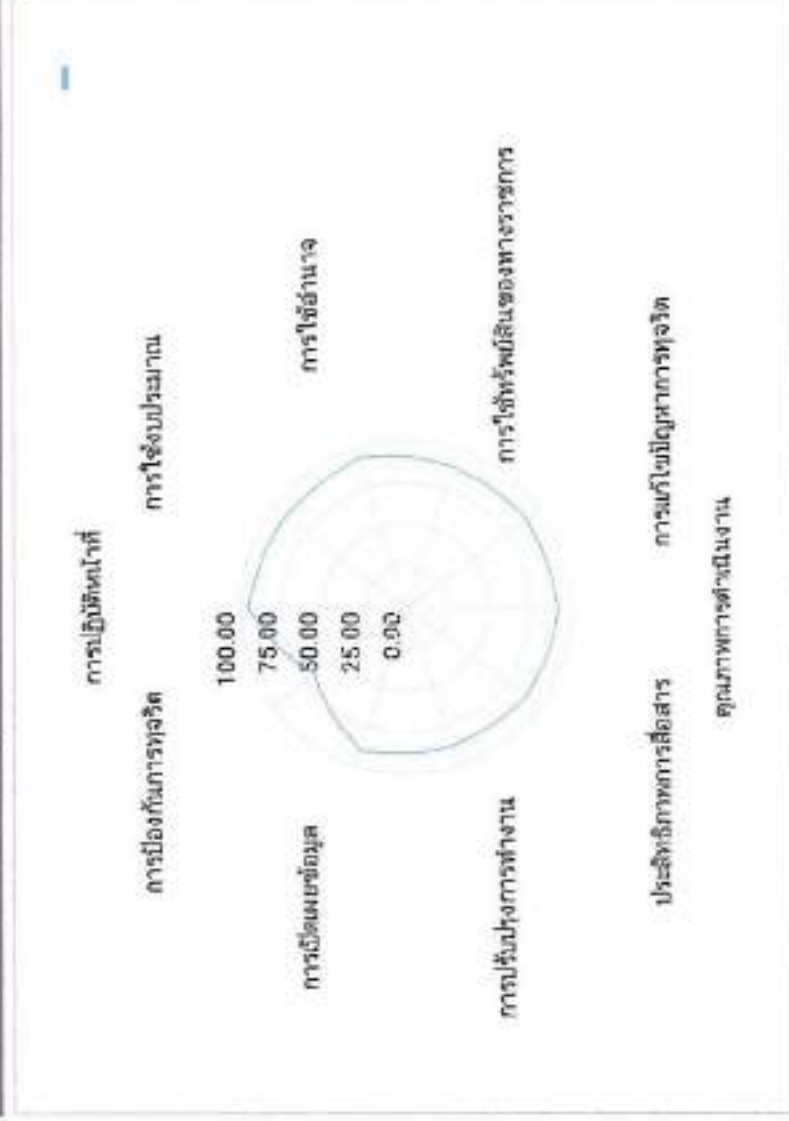 การปฏิบัติหน้าที่
การป้องกันการทุจริต
การใช้งบประมาณ
100.00
75.00
50.00
25.00
0.00
การเปิดเผยข้อมูล
การใช้อำนาจ
การปรับปรุงการทำงาน
การใช้ทรัพย์สินของทางราชการ
ประสิทธิภาพการสื่อสาร
การแก้ไขปัญหาการทุจริต
คุณภาพการดำเนินงาน